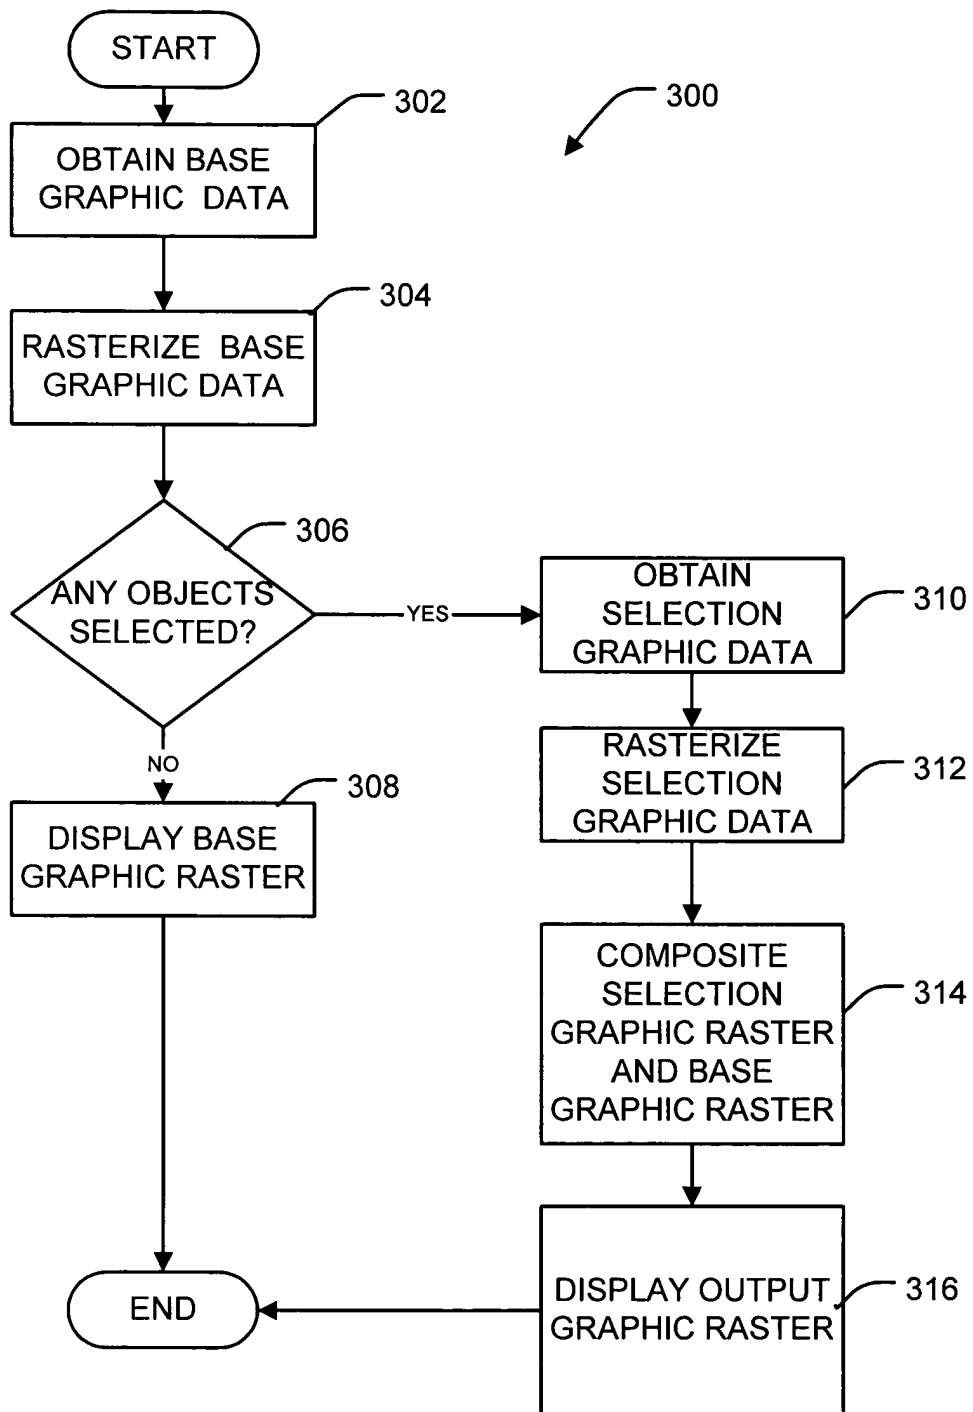 START
302
300
OBTAIN BASE
GRAPHIC DATA
304
RASTERIZE BASE
GRAPHIC DATA
306
ANY OBJECTS
SELECTED?
YES
NO
OBTAIN
SELECTION
GRAPHIC DATA
310
RASTERIZE
SELECTION
GRAPHIC DATA
312
308
DISPLAY BASE
GRAPHIC RASTER
COMPOSITE
SELECTION
GRAPHIC RASTER
AND BASE
GRAPHIC RASTER
314
DISPLAY OUTPUT
GRAPHIC RASTER
316
END